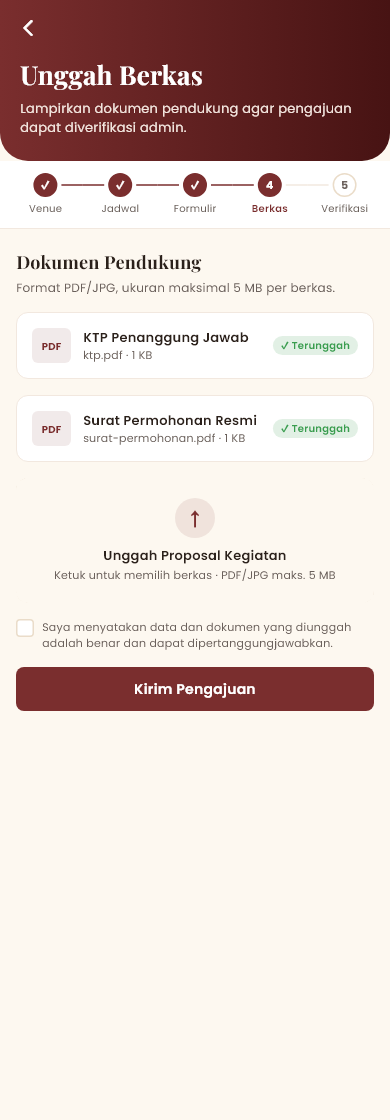 Unggah Berkas
Lampirkan dokumen pendukung agar pengajuan
dapat diverifikasi admin.
✓ ✓ ✓ 4 5
Venue Jadwal Formulir Berkas Verifikasi
Dokumen Pendukung
Format PDF/JPG, ukuran maksimal 5 MB per berkas.
PDF
KTP Penanggung Jawab
ktp.pdf · 1 KB
✓ Terunggah
PDF
Surat Permohonan Resmi
surat-permohonan.pdf · 1 KB
✓ Terunggah
↑
Unggah Proposal Kegiatan
Ketuk untuk memilih berkas · PDF/JPG maks. 5 MB
Saya menyatakan data dan dokumen yang diunggah
adalah benar dan dapat dipertanggungjawabkan.
Kirim Pengajuan